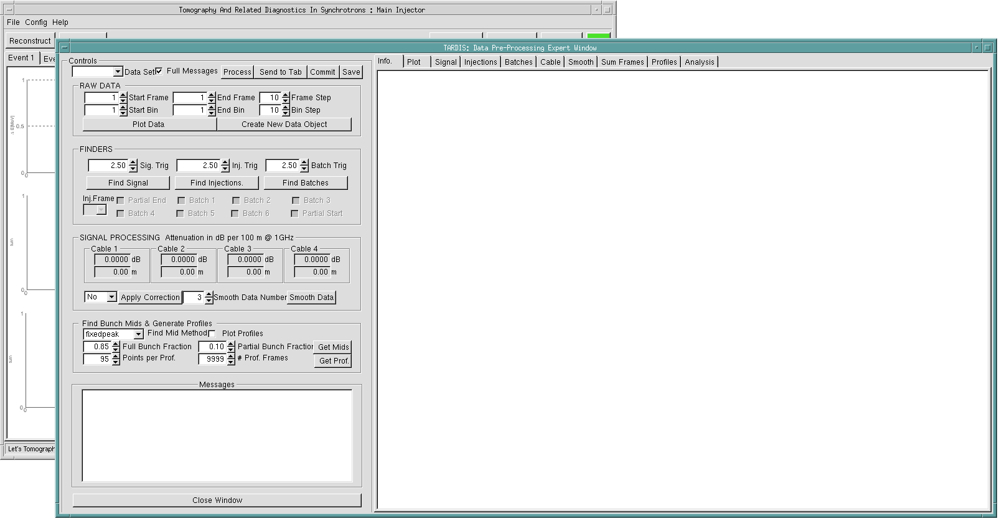 Tomography And Related Diagnostics In Synchrotrons : Main Injector
File Config Help
Reconstruct
Event 1
1
Δ E[MeV]
0.5
0
0
1
turn
0
0
1
turn
0
0
TARDIS: Data Pre-Processing Expert Window
Controls
Data Set Full Messages Process Send to Tab Commit Save
RAW DATA
1 Start Frame 1 End Frame 10 Frame Step
1 Start Bin 1 End Bin 10 Bin Step
Plot Data Create New Data Object
FINDERS
2.50 Sig. Trig 2.50 Inj. Trig 2.50 Batch Trig
Find Signal Find Injections. Find Batches
Inj.Frame Partial End Batch 1 Batch 2 Batch 3
Batch 4 Batch 5 Batch 6 Partial Start
SIGNAL PROCESSING Attenuation in dB per 100 m @ 1GHz
Cable 1 Cable 2 Cable 3 Cable 4
0.0000 dB 0.0000 dB 0.0000 dB 0.0000 dB
0.00 m 0.00 m 0.00 m 0.00 m
No Apply Correction 3 Smooth Data Number Smooth Data
Find Bunch Mids & Generate Profiles
fixedpeak Find Mid Method Plot Profiles
0.85 Full Bunch Fraction 0.10 Partial Bunch Fraction Get Mids
95 Points per Prof. 9999 # Prof. Frames Get Prof.
Messages
Close Window
Info. Plot Signal Injections Batches Cable Smooth Sum Frames Profiles Analysis
Let's Tomograph